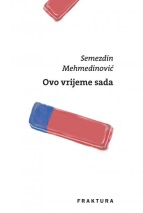 Semezdin
Mehmedinović
Ovo vrijeme sada
FRAKTURA